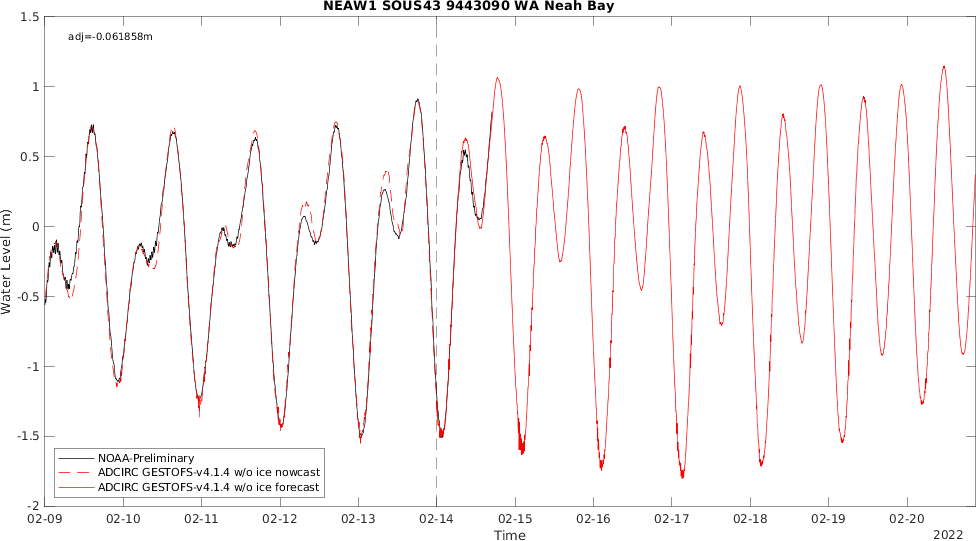 NEAW1 SOUS43 9443090 WA Neah Bay
adj=-0.061858m
1.5
1
0.5
0
-0.5
-1
-1.5
-2
Water Level (m)
NOAA-Preliminary
ADCIRC GESTOFS-v4.1.4 w/o ice nowcast
ADCIRC GESTOFS-v4.1.4 w/o ice forecast
02-09 02-10 02-11 02-12 02-13 02-14 02-15 02-16 02-17 02-18 02-19 02-20
Time
2022